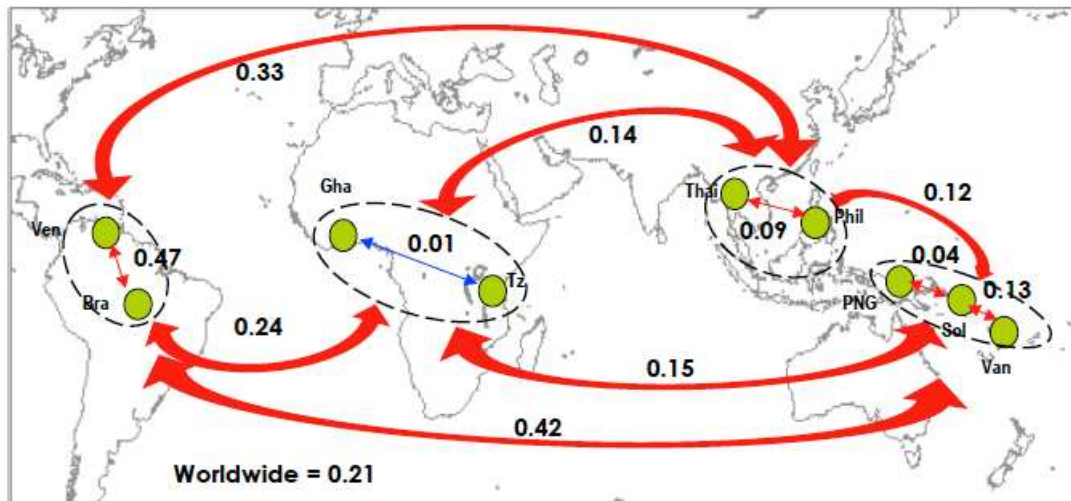 0.33
0.14
Gha
Thai
0.12
Ven
Phil
0.01
0.09
0.47
0.04
Tz
0.13
Bra
PNG
0.24
Sol
0.15
Van
0.42
Worldwide = 0.21